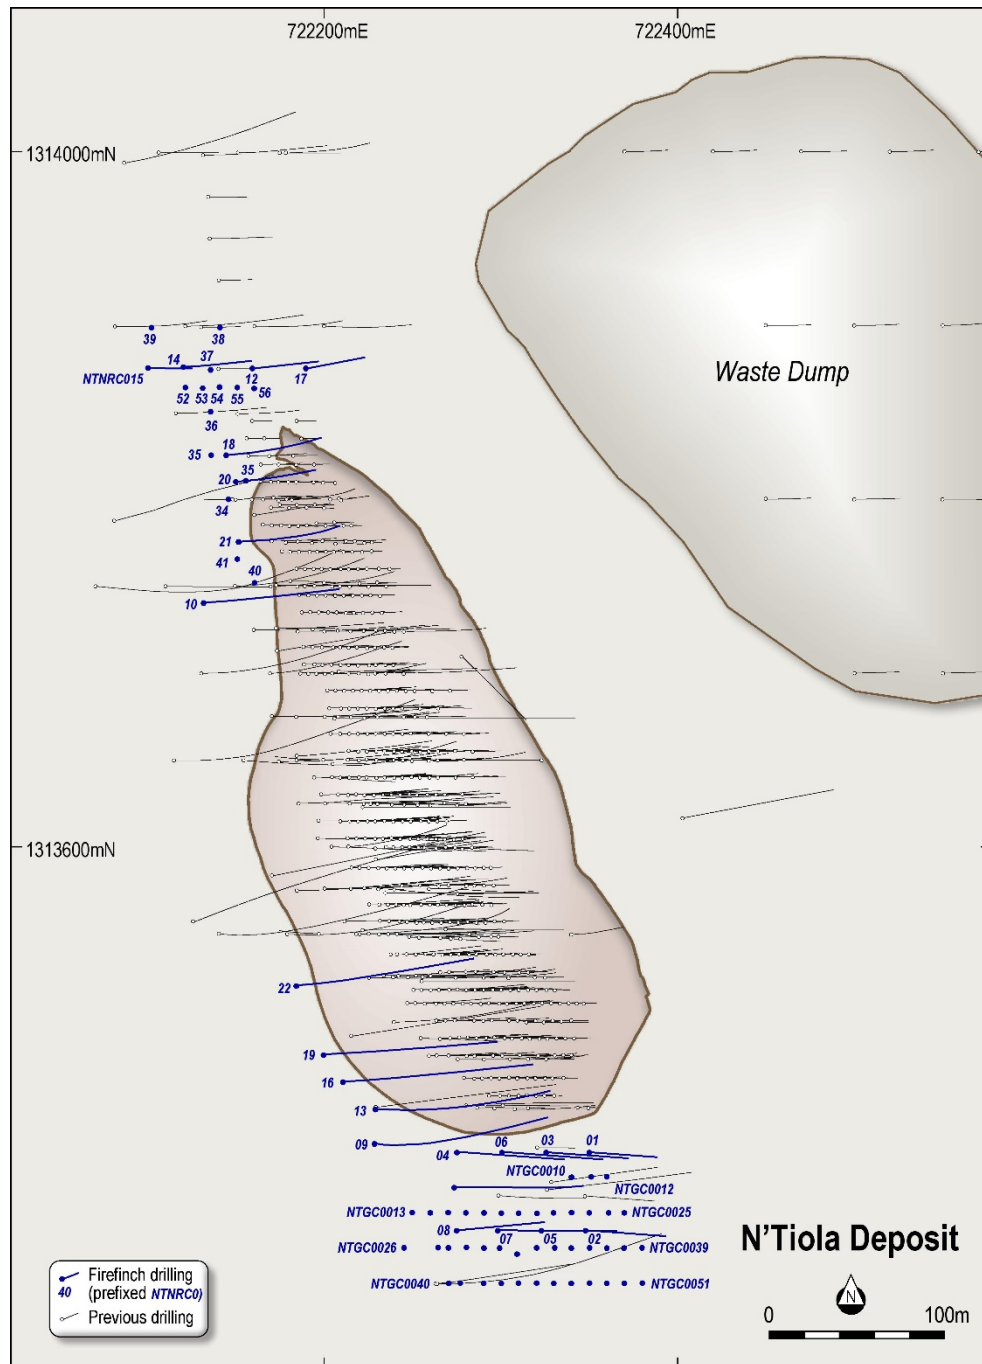 722200mE 722400mE
1314000mN
39 38
14 37
NTNRC015 12 17
Waste Dump
52 53 54 55 56
36
35 18
35
20
34
21
41
40
10
1313600mN
22
19
16
13
09 06 03 01
04
NTGC0010
NTGC0012
NTGC0013 NTGC0025
08
07 05 02
N'Tiola Deposit
NTGC0026 NTGC0039
NTGC0040 NTGC0051
Firefinch drilling
40 (prefixed NTNRC0)
Previous drilling
N
0 100m